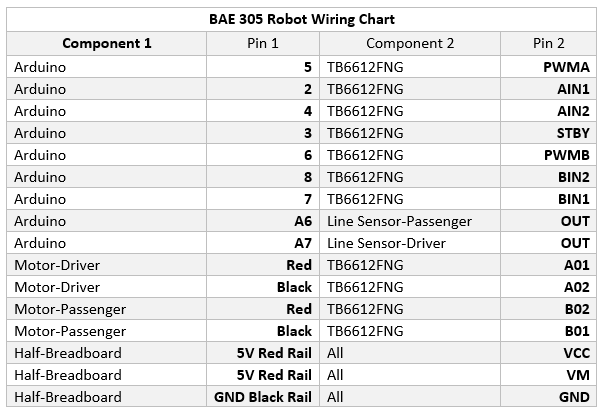 BAE 305 Robot Wiring Chart
Component 1 Pin 1 Component 2 Pin 2
Arduino 5 TB6612FNG PWMA
Arduino 2 TB6612FNG AIN1
Arduino 4 TB6612FNG AIN2
Arduino 3 TB6612FNG STBY
Arduino 6 TB6612FNG PWMB
Arduino 8 TB6612FNG BIN2
Arduino 7 TB6612FNG BIN1
Arduino A6 Line Sensor-Passenger OUT
Arduino A7 Line Sensor-Driver OUT
Motor-Driver Red TB6612FNG A01
Motor-Driver Black TB6612FNG A02
Motor-Passenger Red TB6612FNG B02
Motor-Passenger Black TB6612FNG B01
Half-Breadboard 5V Red Rail All VCC
Half-Breadboard 5V Red Rail All VM
Half-Breadboard GND Black Rail All GND